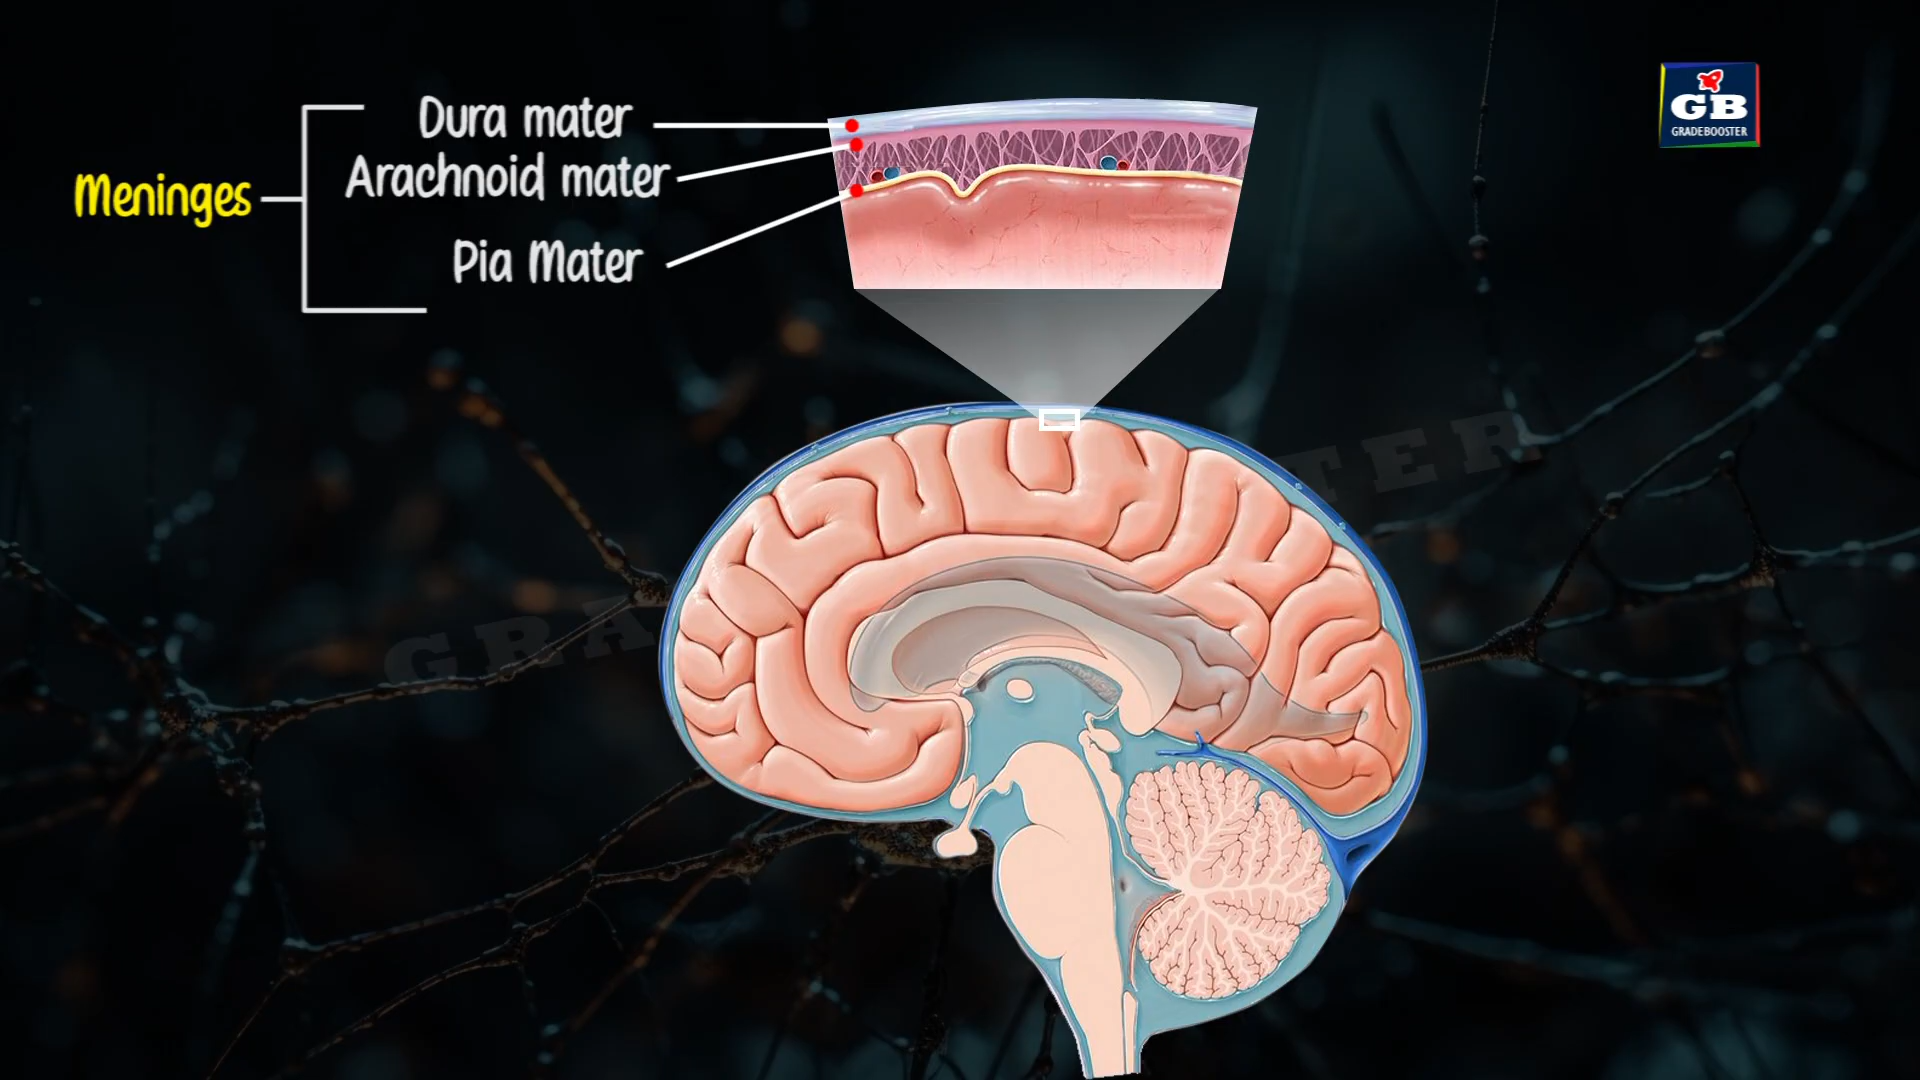 Dura mater
Arachnoid mater
Meninges
Pia Mater
GB
GRADEBOOSTER